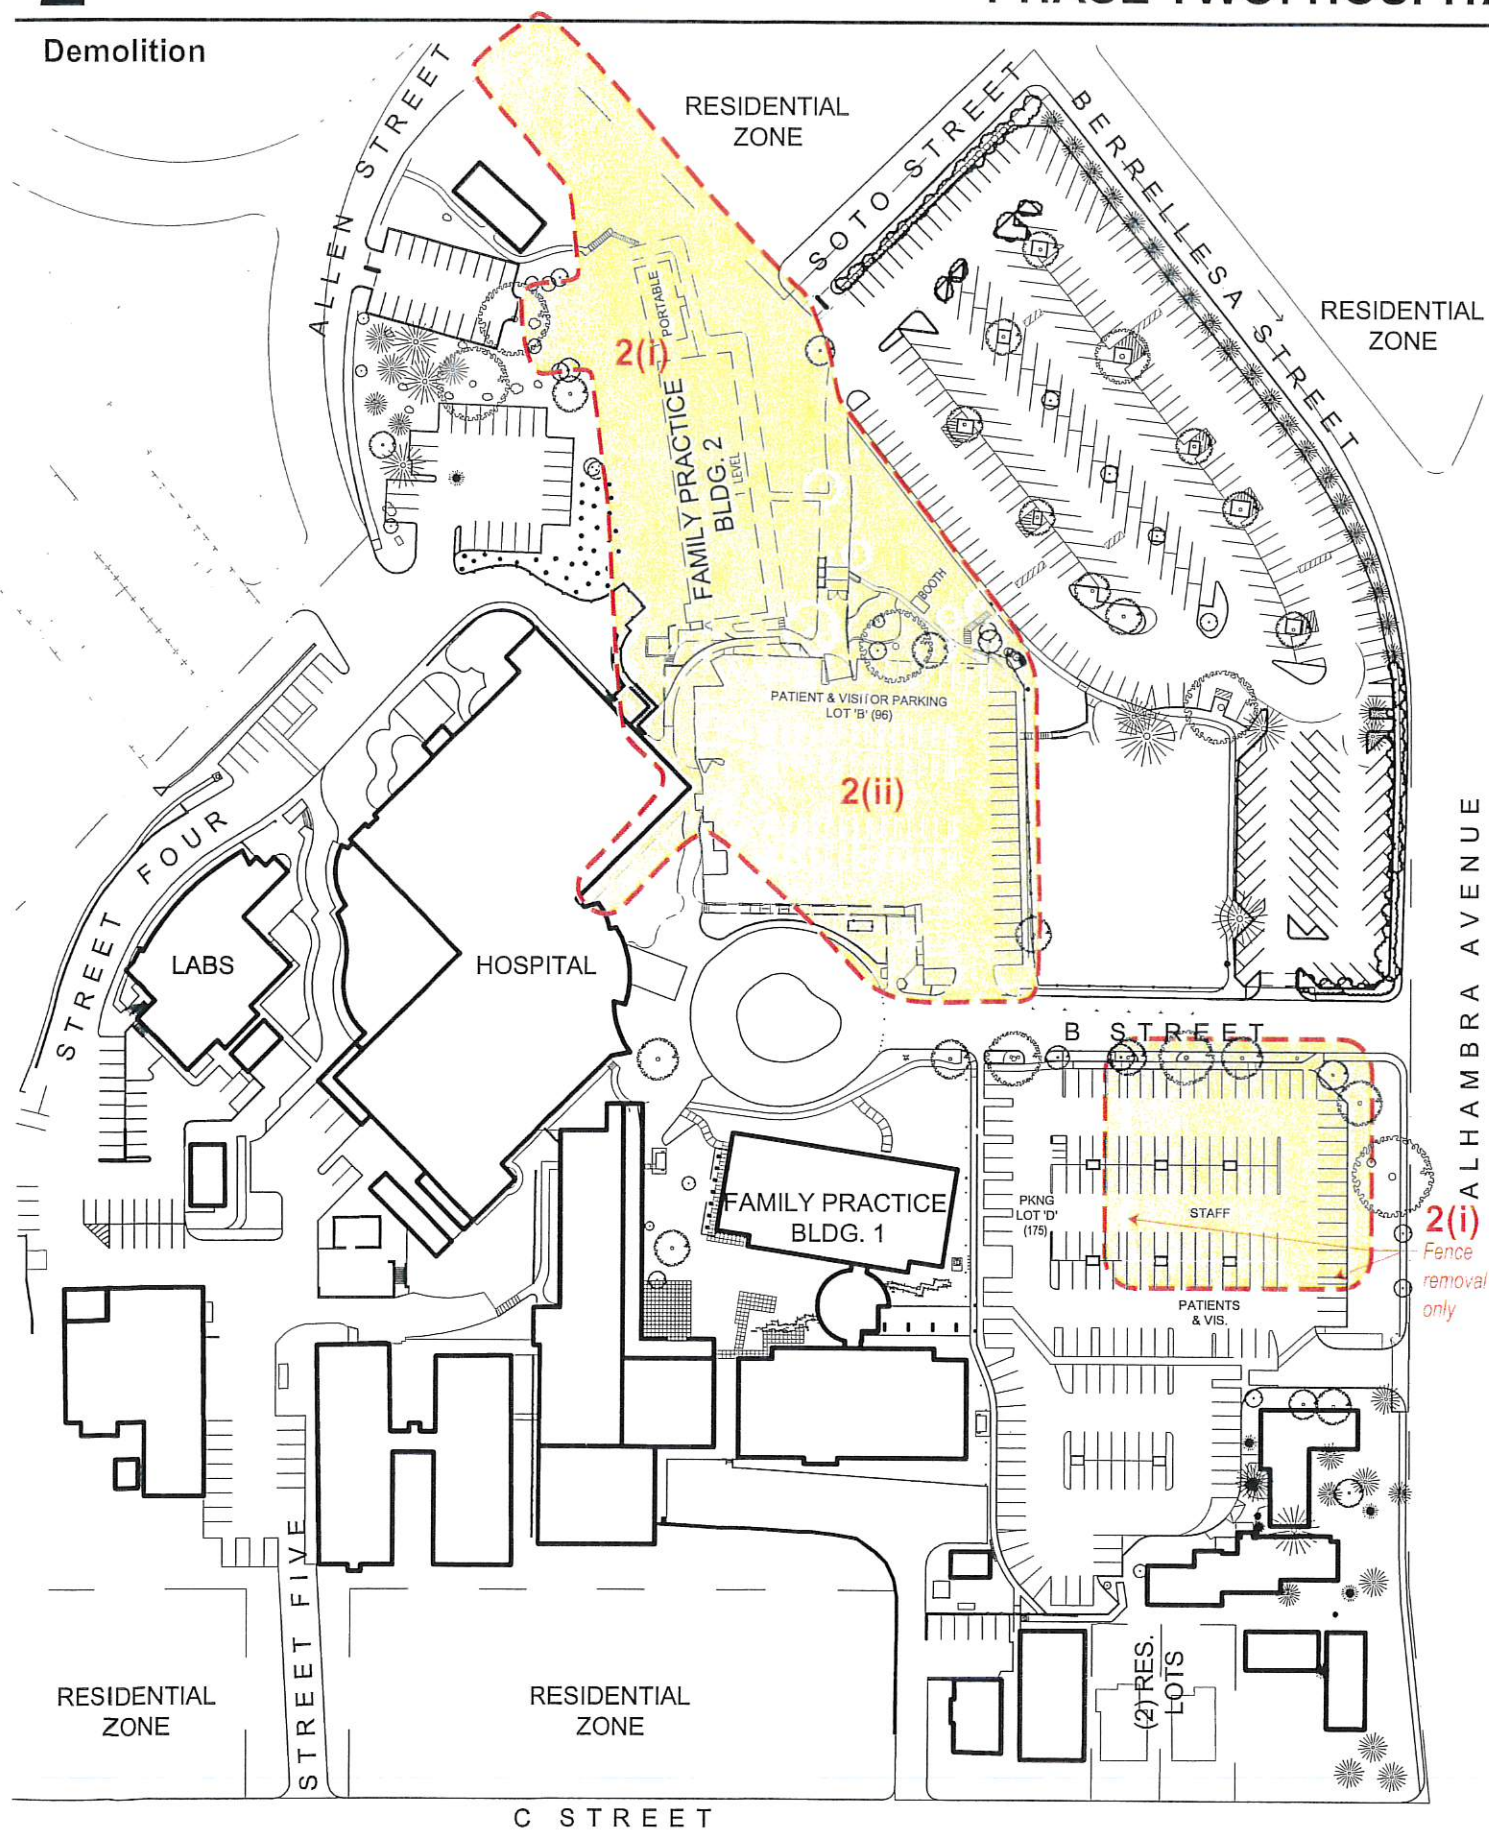 Demolition
ALLEN STREET
RESIDENTIAL
ZONE
SOTO STREET
BERRELLESA STREET
RESIDENTIAL
ZONE
PORTABLE
2(i)
FAMILY PRACTICE
BLDG. 2
LEVEL
BOOTH
PATIENT & VISITOR PARKING
LOT 'B' (96)
2(ii)
STREET FOUR
LABS
HOSPITAL
ALHAMBRA AVENUE
B STREET
FAMILY PRACTICE
BLDG. 1
PKNG
LOT 'D'
(175)
STAFF
2(i)
Fence
removal
only
PATIENTS
& VIS.
STREET FIVE
RESIDENTIAL
ZONE
RESIDENTIAL
ZONE
(2) RES.
LOTS
C STREET